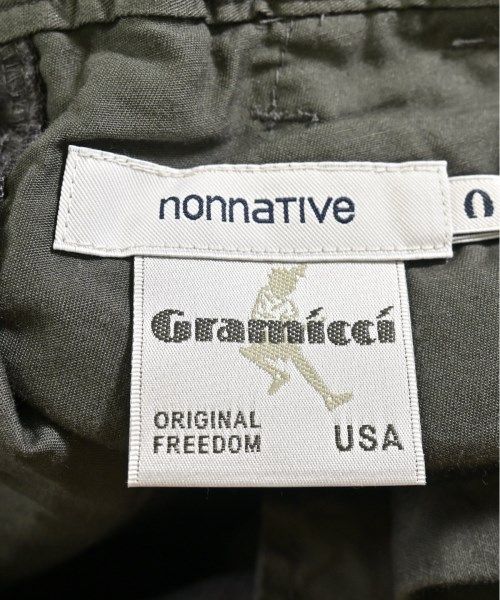 nonnative
Gramicci
ORIGINAL
FREEDOM
USA